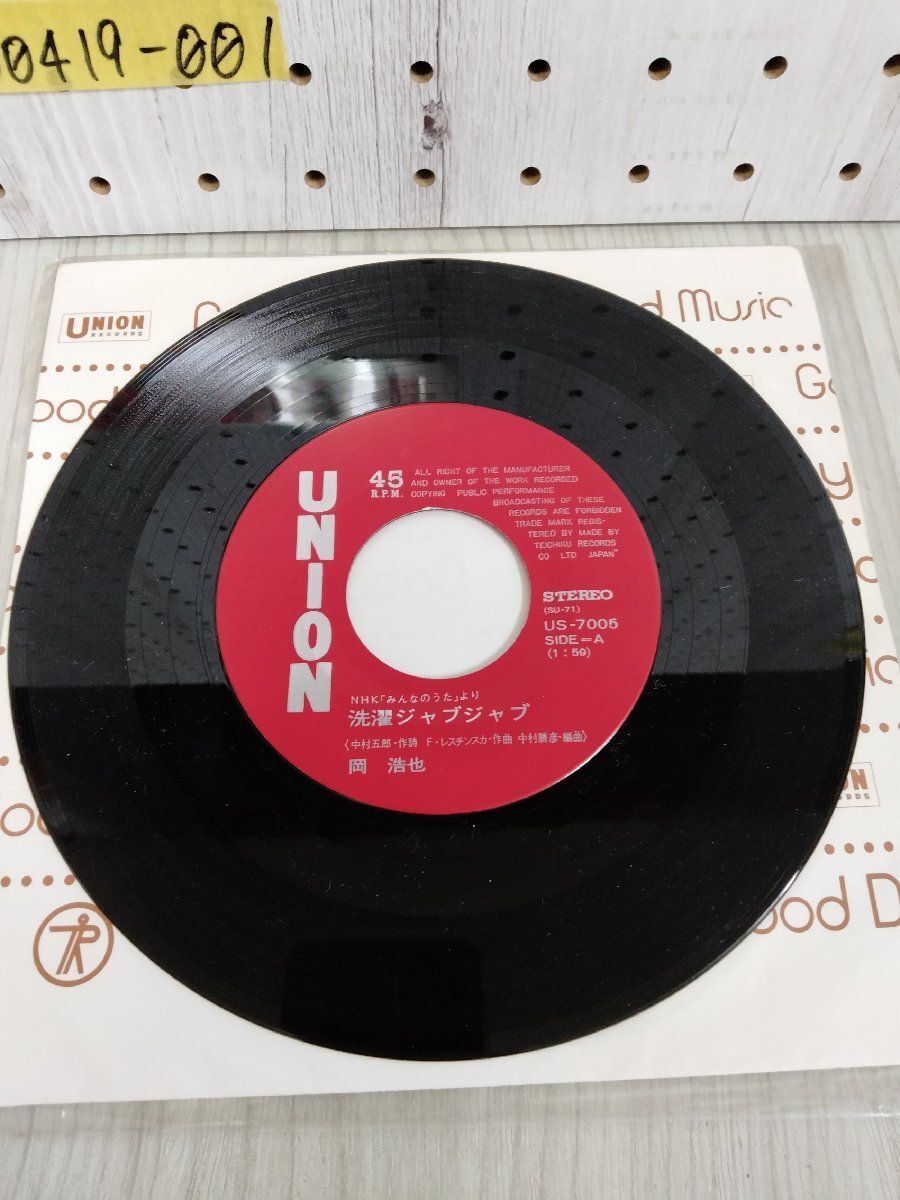 00419-001
UNION
RECORDS
d Music
ood
Go
UNION
45
R.P.M.
ALL RIGHT OF THE MANUFACTURER
AND OWNER OF THE WORK RECORDED
COPYING PUBLIC PERFORMANCE
BROADCASTING OF THESE
RECORDS ARE FORBIDDEN
TRADE MARK REGIS-
TERED BY MADE BY
TEICHIKU RECORDS
CO LTD JAPAN
STEREO
(SU-71)
US-7005
SIDE=A
(1:59)
NHK「みんなのうた」より
洗濯ジャブジャブ
〈中村五郎・作詩 F・レスチンスカ・作曲 中村勝彦・編曲〉
岡 浩也
ood D